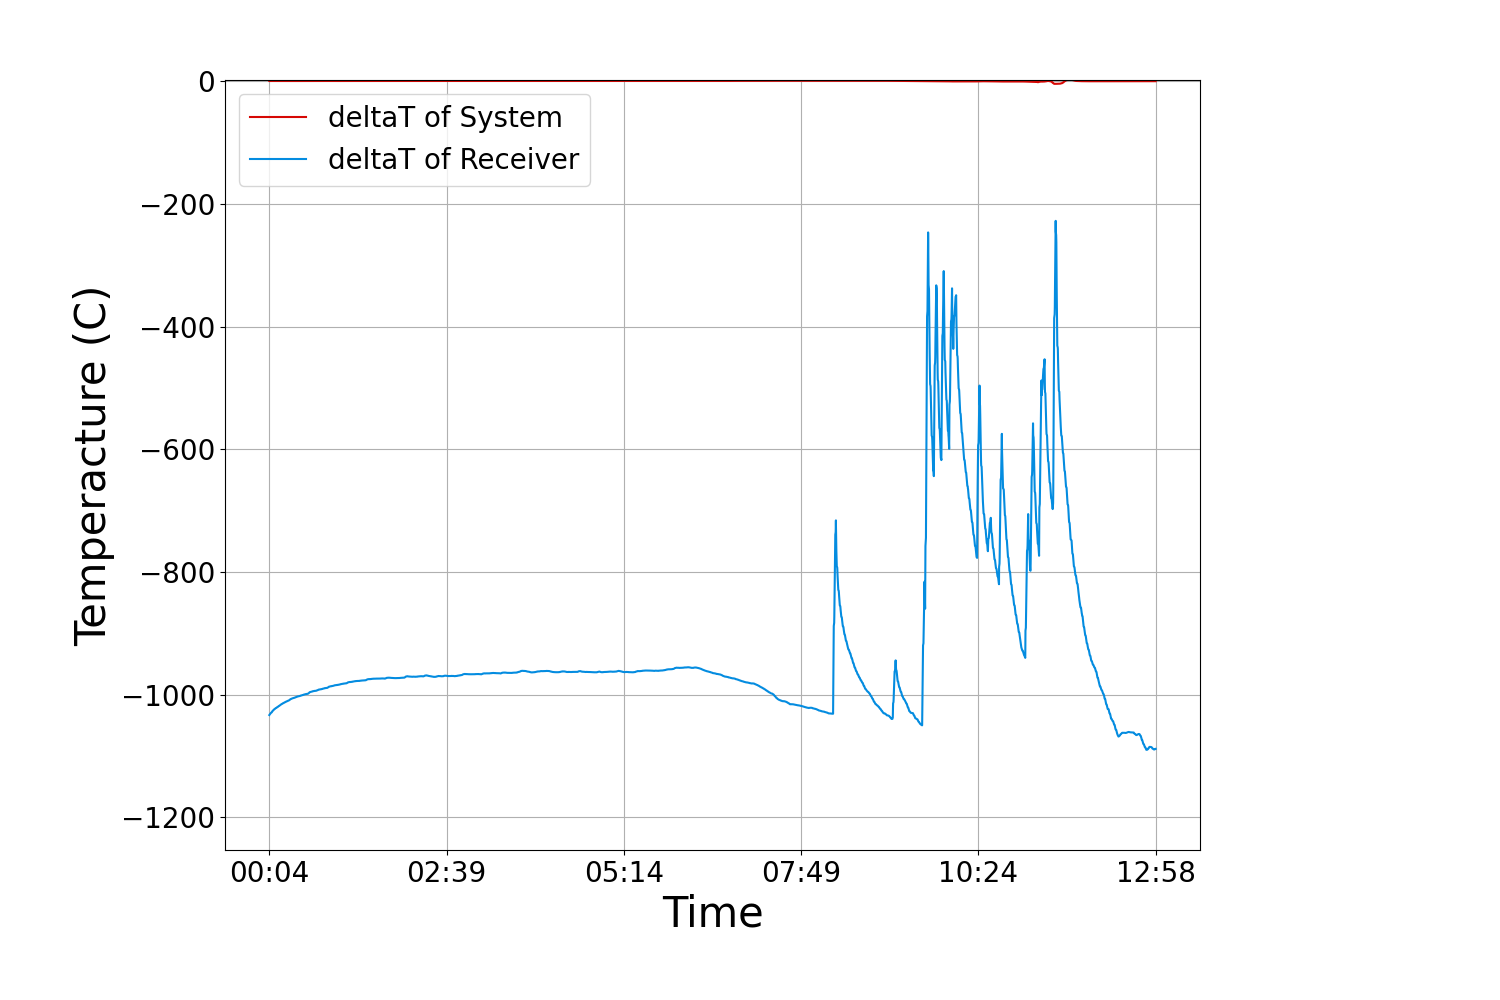 0
deltaT of System
deltaT of Receiver
−200
−400
−600
−800
−1000
−1200
Temperacture (C)
00:04 02:39 05:14 07:49 10:24 12:58
Time